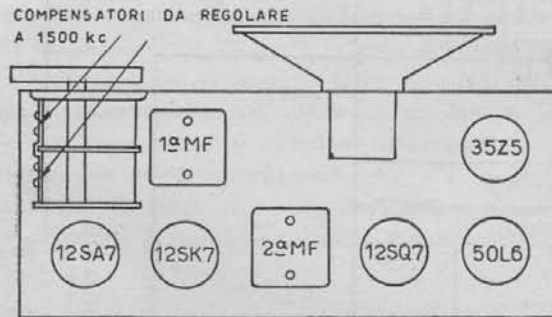 COMPENSATORI DA REGOLARE
A 1500 kc
1ª MF
35Z5
12SA7
12SK7
2ª MF
12SQ7
50L6